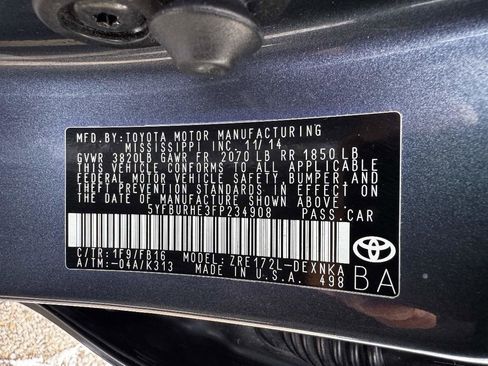 MFD. BY: TOYOTA MOTOR MANUFACTURING
MISSISSIPPI INC. 11/14
GVWR 3820LB GAWR FR 2070 LB RR 1850 LB
THIS VEHICLE CONFORMS TO ALL APPLICABLE
FEDERAL MOTOR VEHICLE SAFETY, BUMPER, AND
THEFT PREVENTION STANDARDS IN EFFECT ON
THE DATE OF MANUFACTURE SHOWN ABOVE.
5YFBURHE3FP234908 PASS.CAR
C/TR: 1F9/FB16 MODEL: ZRE172L-DEXNKA
A/TM: -04A/K313 MADE IN U.S.A. 498
BA